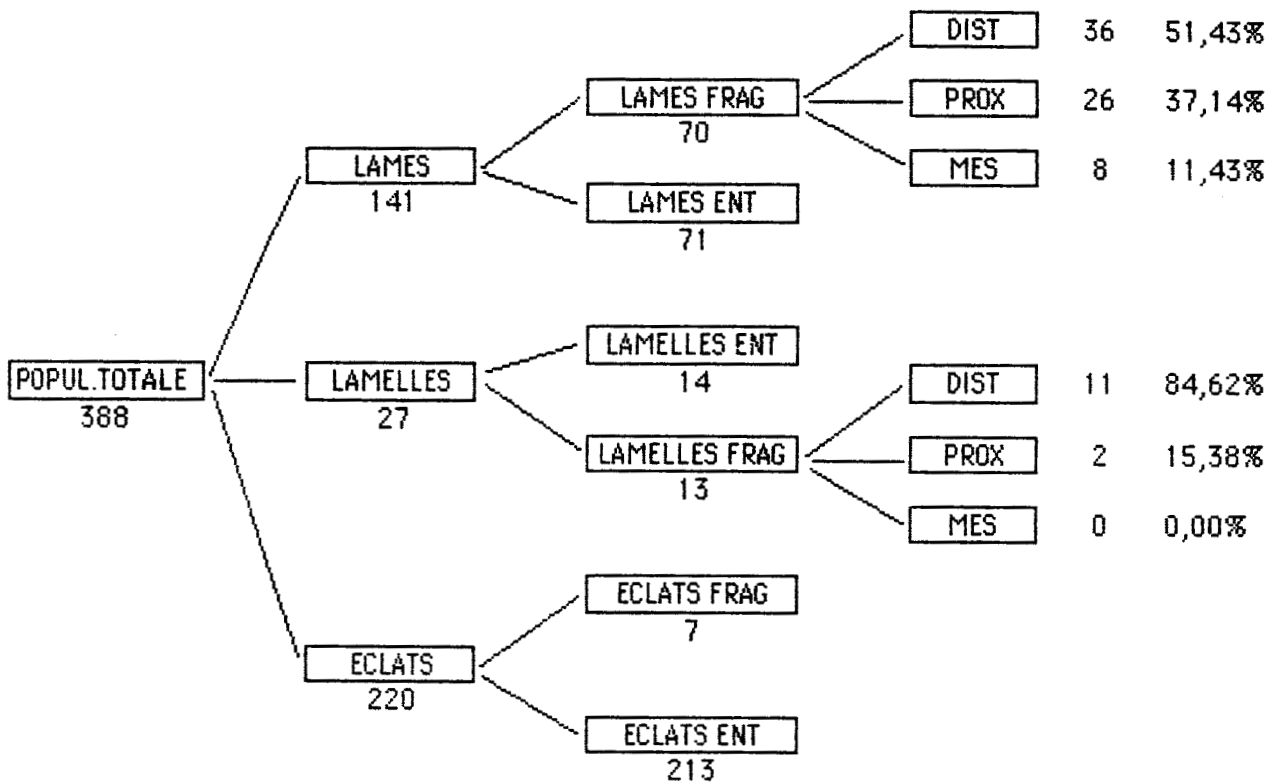 DIST 36 51,43%
LAMES FRAG PROX 26 37,14%
70
LAMES MES 8 11,43%
141 LAMES ENT
71
LAMELLES ENT
POPUL.TOTALE LAMELLES 14 DIST 11 84,62%
388 27
LAMELLES FRAG PROX 2 15,38%
13
MES 0 0,00%
ECLATS FRAG
7
ECLATS
220
ECLATS ENT
213